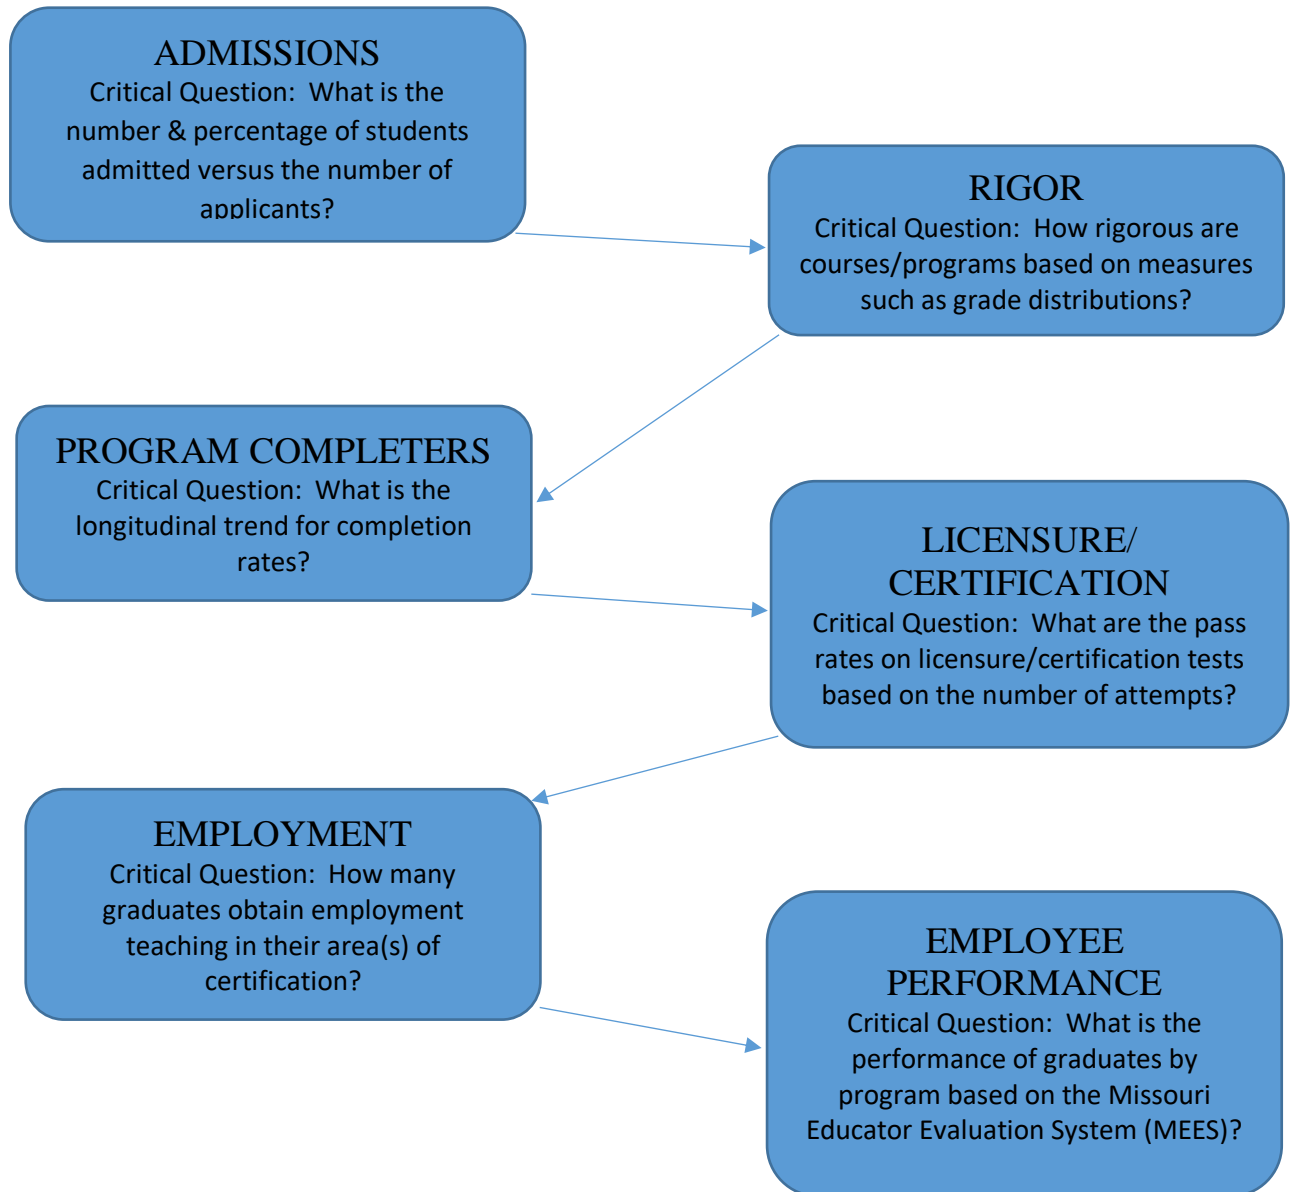 ADMISSIONS
Critical Question:  What is the
number & percentage of students
admitted versus the number of
applicants?
RIGOR
Critical Question:  How rigorous are
courses/programs based on measures
such as grade distributions?
PROGRAM COMPLETERS
Critical Question:  What is the
longitudinal trend for completion
rates?
LICENSURE/
CERTIFICATION
Critical Question:  What are the pass
rates on licensure/certification tests
based on the number of attempts?
EMPLOYMENT
Critical Question:  How many
graduates obtain employment
teaching in their area(s) of
certification?
EMPLOYEE
PERFORMANCE
Critical Question:  What is the
performance of graduates by
program based on the Missouri
Educator Evaluation System (MEES)?